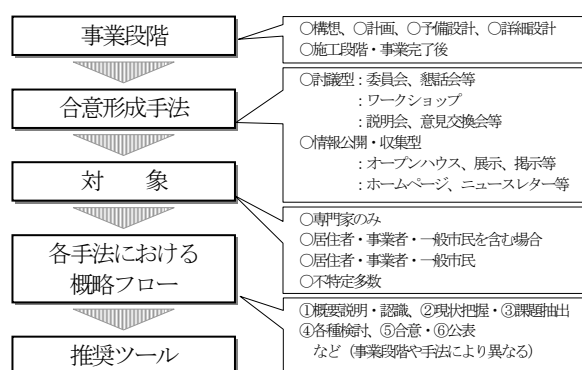 事業段階
○構想、○計画、○予備設計、○詳細設計
○施工段階・事業完了後
合意形成手法
○討議型：委員会、懇話会等
：ワークショップ
：説明会、意見交換会等
○情報公開・収集型
：オープンハウス、展示、掲示等
：ホームページ、ニュースレター等
対　象
○専門家のみ
○居住者・事業者・一般市民を含む場合
○居住者・事業者・一般市民
○不特定多数
各手法における
概略フロー
①概要説明・認識、②現状把握・③課題抽出
④各種検討、⑤合意・⑥公表
など（事業段階や手法により異なる）
推奨ツール